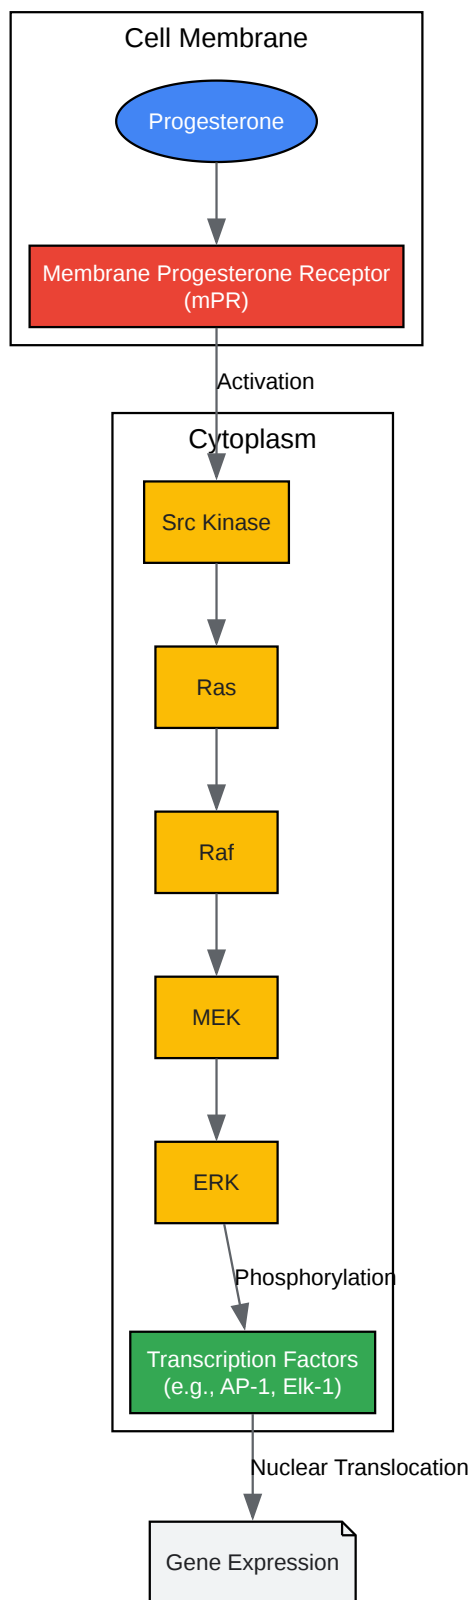 Cell Membrane
Progesterone
Membrane Progesterone Receptor
(mPR)
Activation
Cytoplasm
Src Kinase
Ras
Raf
MEK
ERK
Phosphorylation
Transcription Factors
(e.g., AP-1, Elk-1)
Nuclear Translocation
Gene Expression